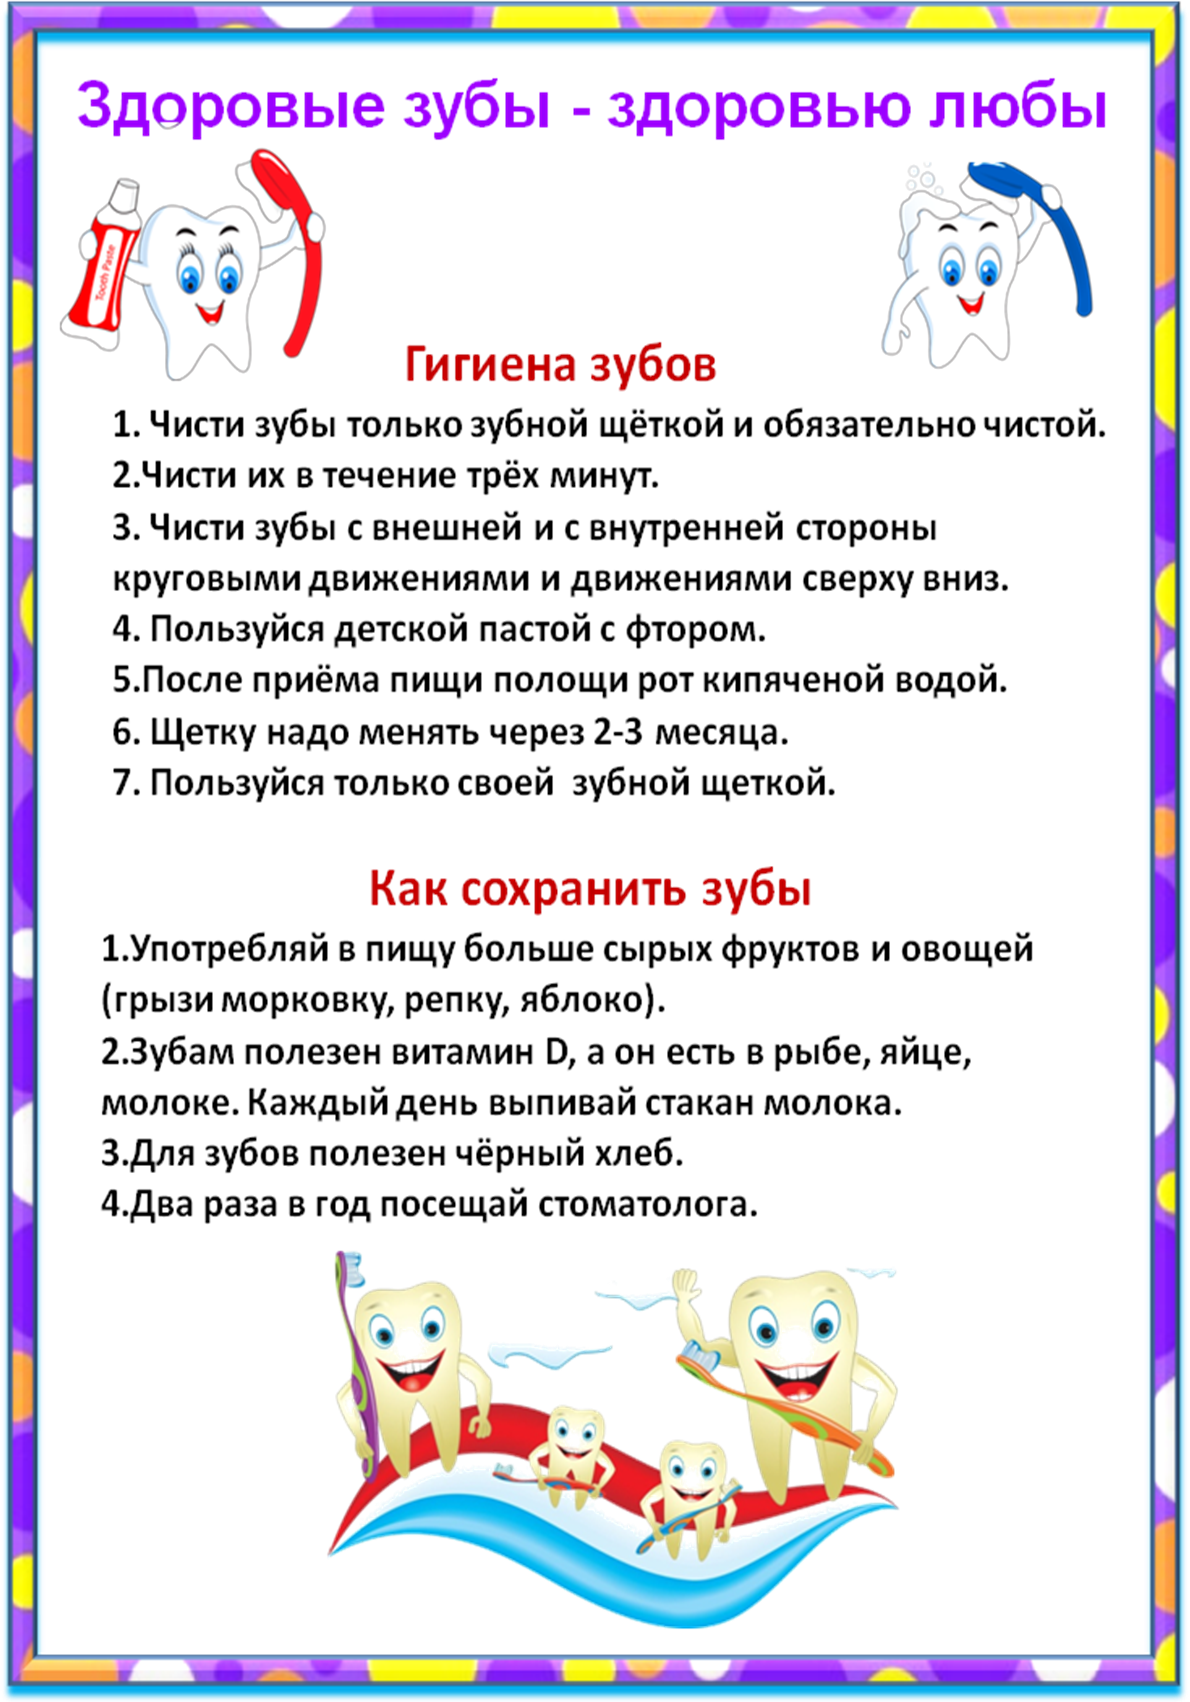 Здоровые зубы - здоровью любы
Tooth Paste
Гигиена зубов
1. Чисти зубы только зубной щёткой и обязательно чистой.
2.Чисти их в течение трёх минут.
3. Чисти зубы с внешней и с внутренней стороны
круговыми движениями и движениями сверху вниз.
4. Пользуйся детской пастой с фтором.
5.После приёма пищи полощи рот кипяченой водой.
6. Щетку надо менять через 2-3 месяца.
7. Пользуйся только своей  зубной щеткой.
Как сохранить зубы
1.Употребляй в пищу больше сырых фруктов и овощей
(грызи морковку, репку, яблоко).
2.Зубам полезен витамин D, а он есть в рыбе, яйце,
молоке. Каждый день выпивай стакан молока.
3.Для зубов полезен чёрный хлеб.
4.Два раза в год посещай стоматолога.